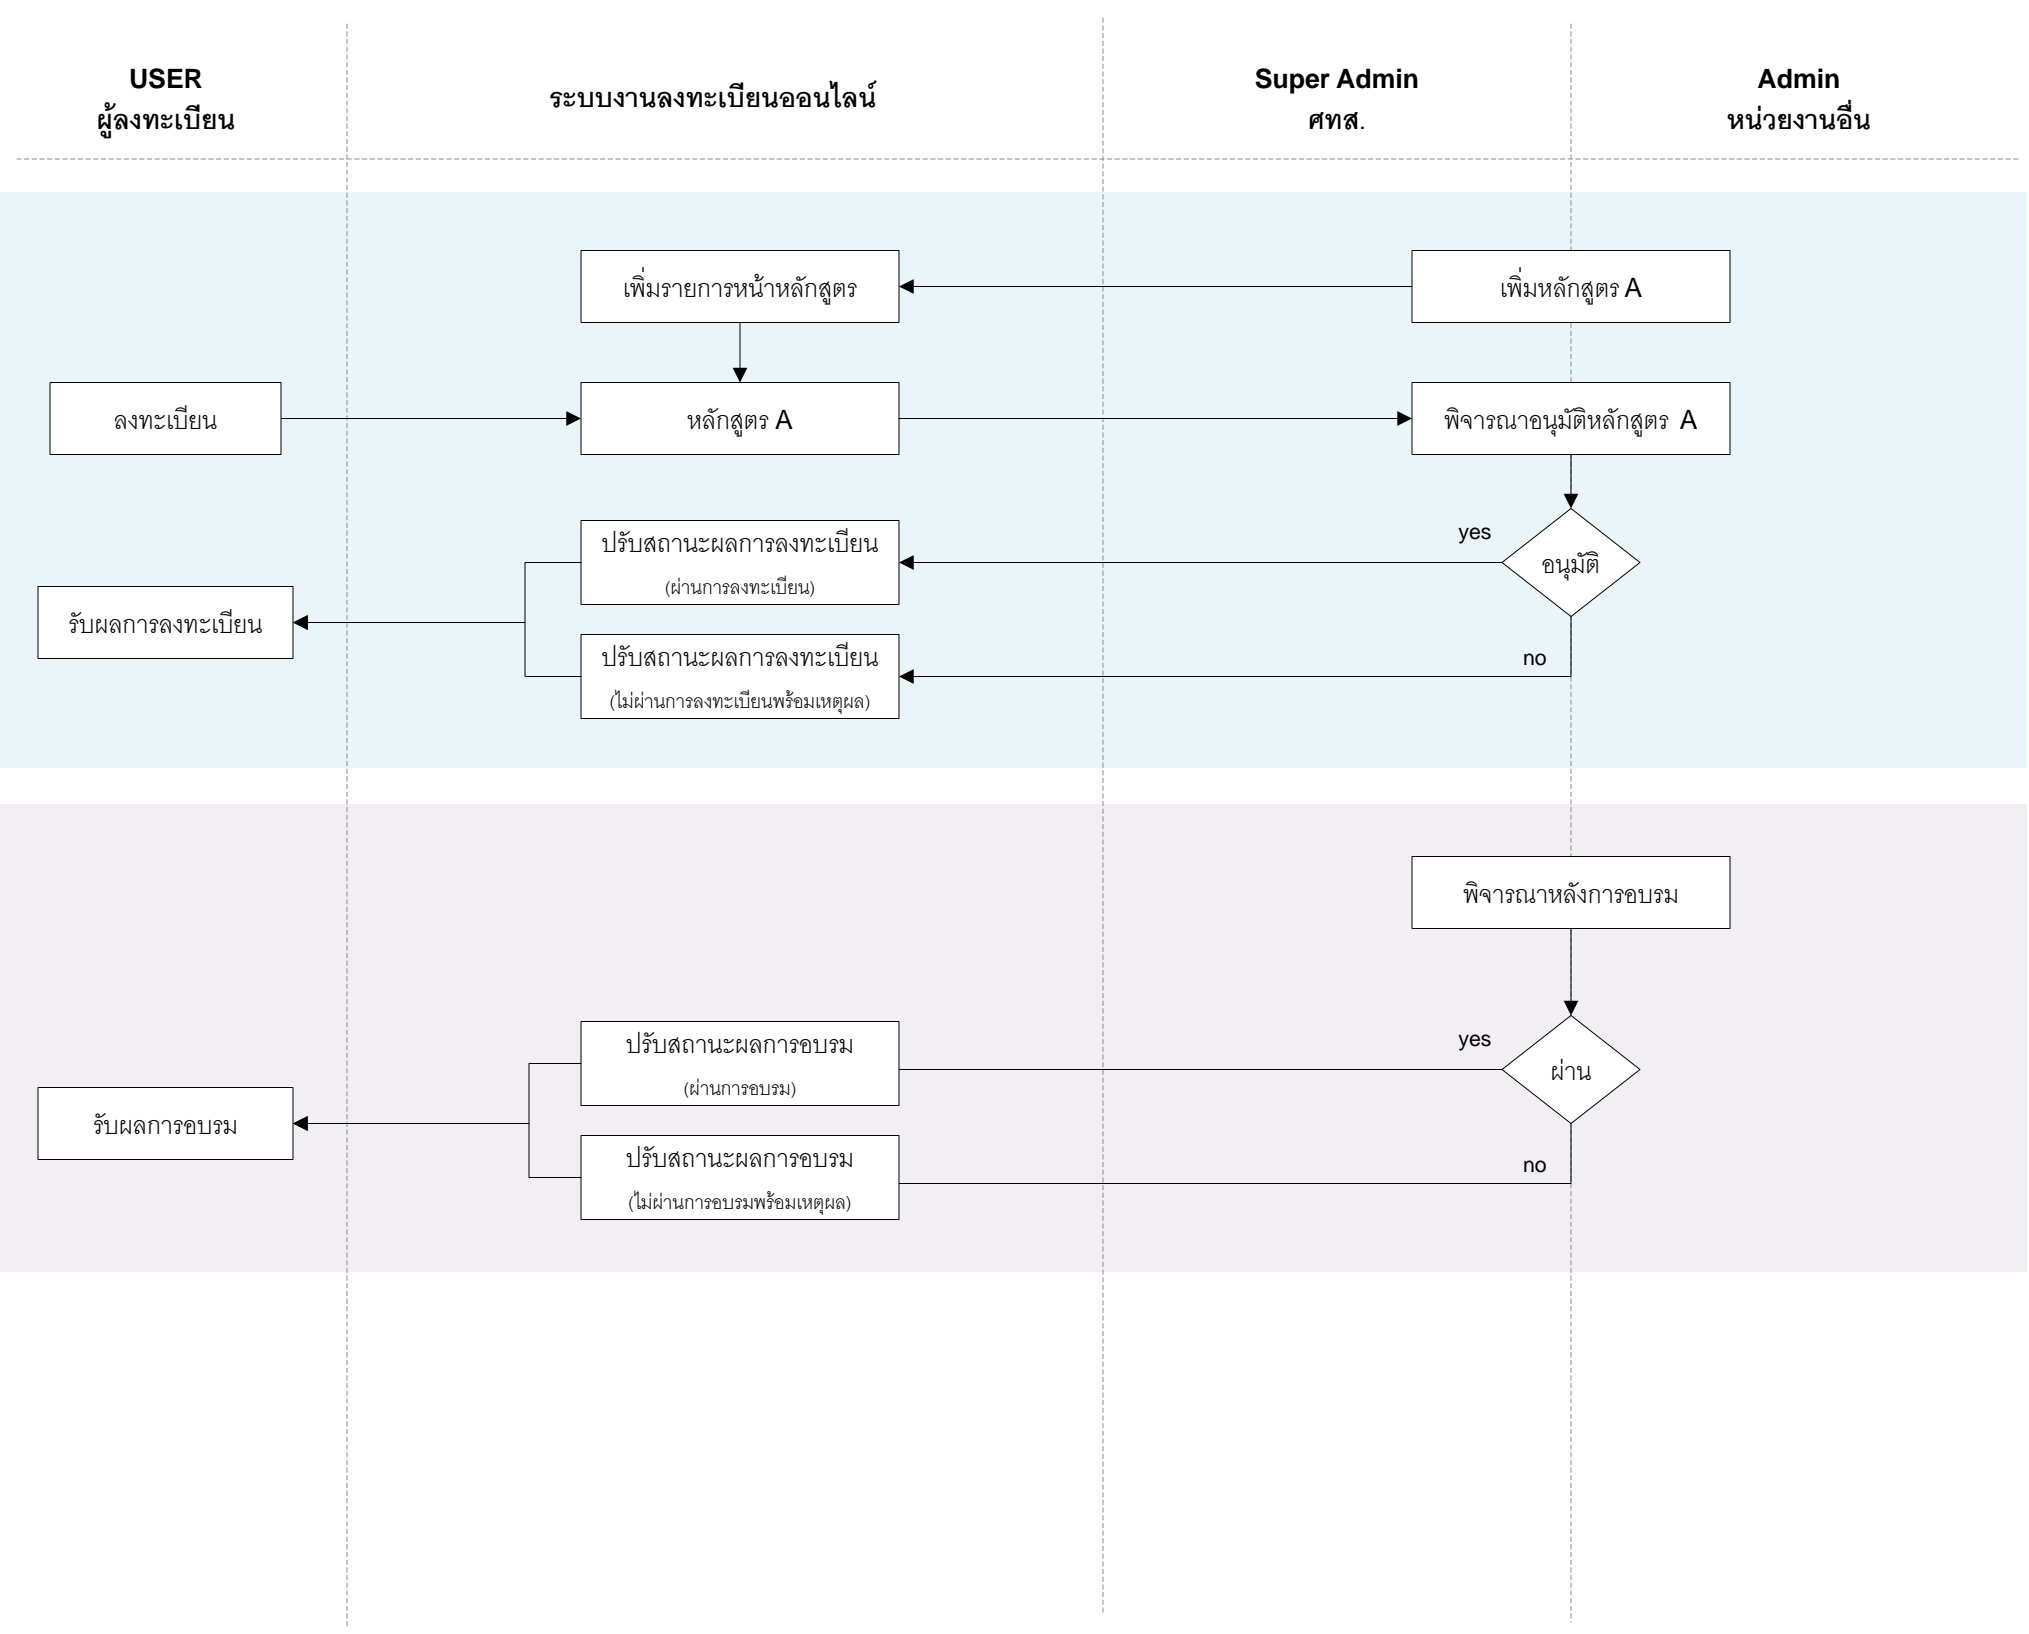 USER
ผู้ลงทะเบียน
ระบบงานลงทะเบียนออนไลน์
Super Admin
ศทส.
Admin
หน่วยงานอื่น
เพิ่มรายการหน้าหลักสูตร
เพิ่มหลักสูตร A
ลงทะเบียน
หลักสูตร A
พิจารณาอนุมัติหลักสูตร A
ปรับสถานะผลการลงทะเบียน
(ผ่านการลงทะเบียน)
yes
อนุมัติ
รับผลการลงทะเบียน
ปรับสถานะผลการลงทะเบียน
(ไม่ผ่านการลงทะเบียนพร้อมเหตุผล)
no
พิจารณาหลังการอบรม
ปรับสถานะผลการอบรม
(ผ่านการอบรม)
yes
ผ่าน
รับผลการอบรม
ปรับสถานะผลการอบรม
(ไม่ผ่านการอบรมพร้อมเหตุผล)
no